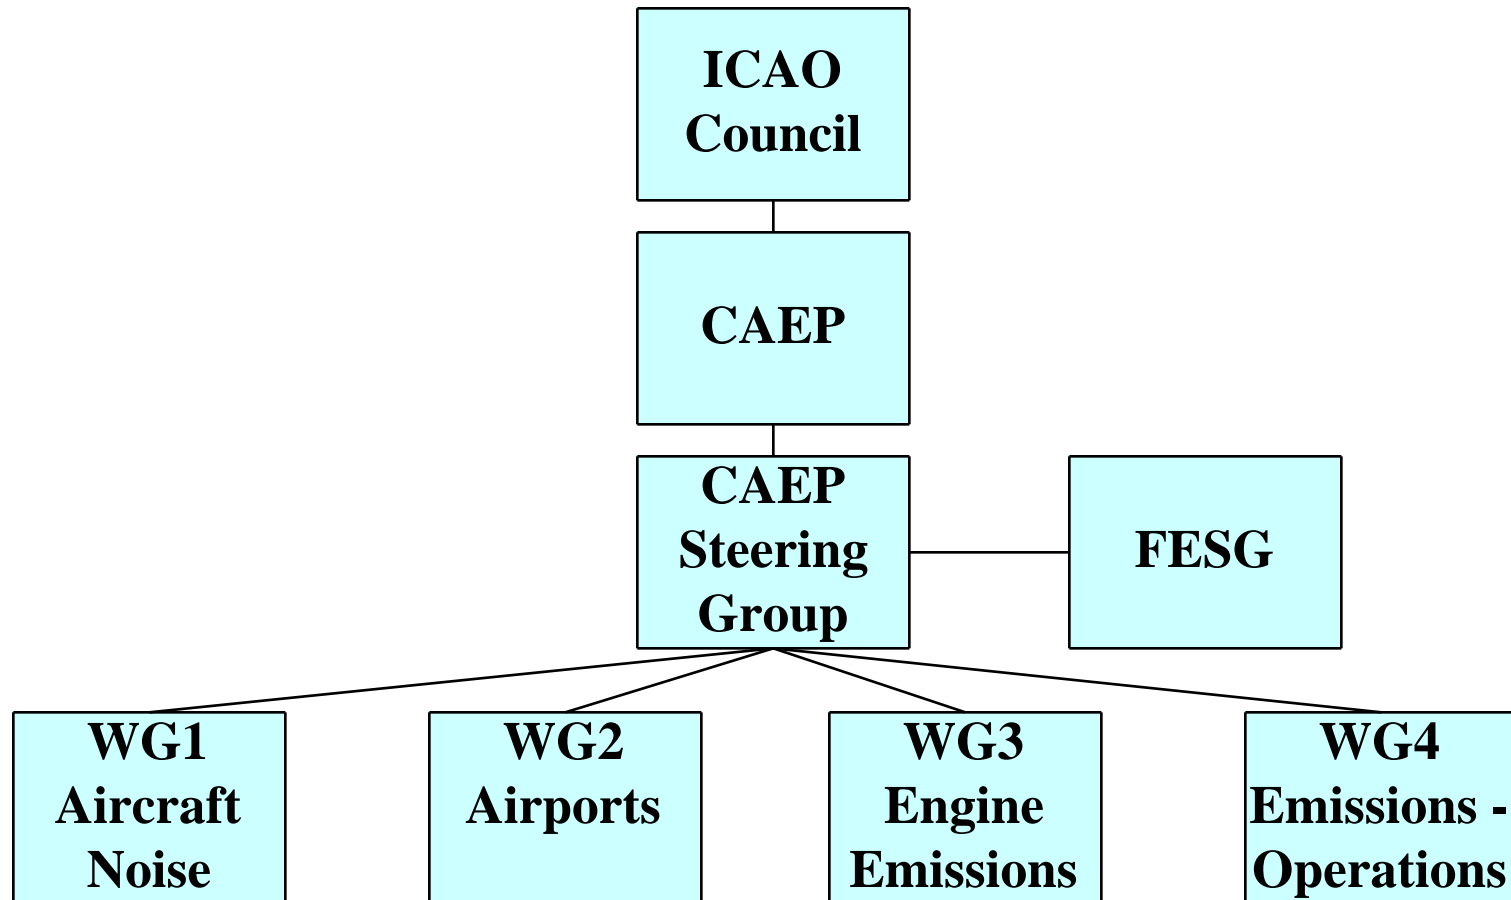 ICAO
Council
CAEP
CAEP
Steering
Group
FESG
WG1
Aircraft
Noise
WG2
Airports
WG3
Engine
Emissions
WG4
Emissions -
Operations